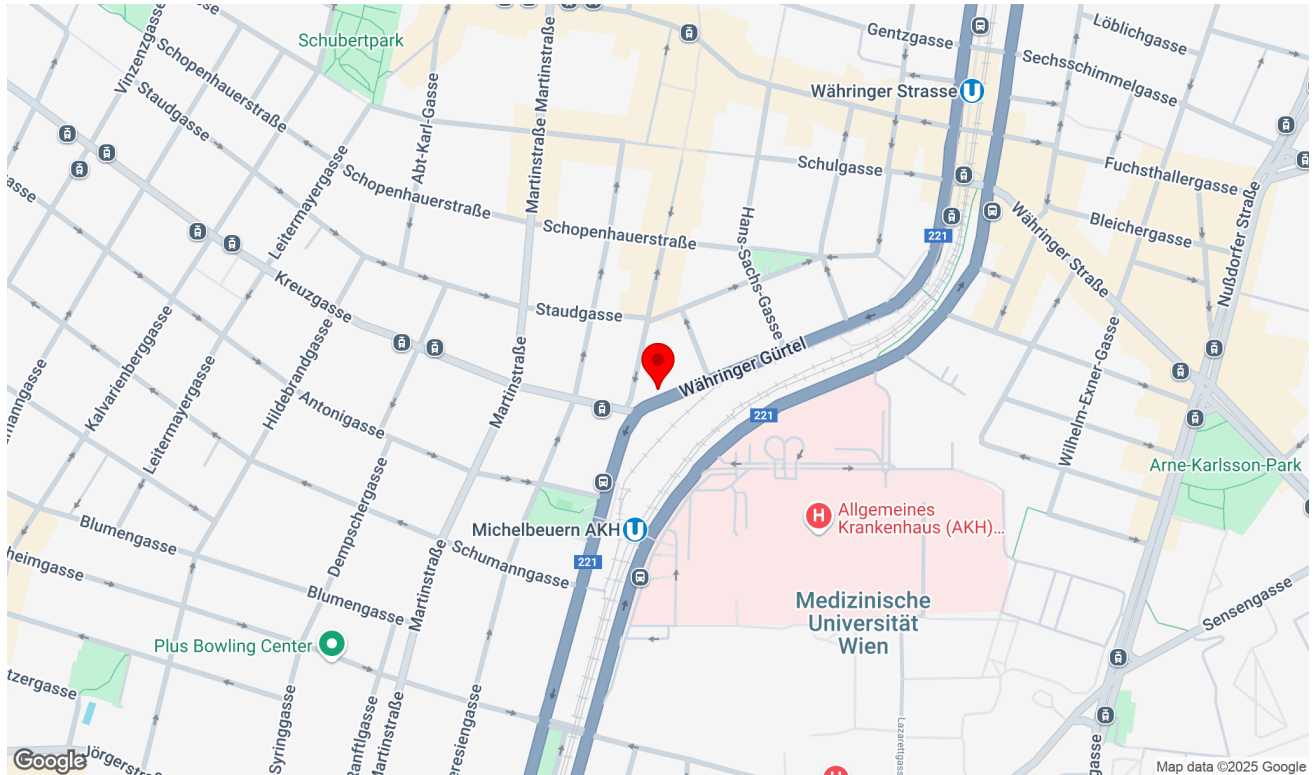 Gentzgasse
Löblichgasse
Schubertpark
Vinzenzgasse
Schopenhauerstraße
Sechsschimmelgasse
Staudgasse
Abt-Karl-Gasse
Martinstraße
Martinstraße
Währinger Strasse
U
Schulgasse
Fuchsthallergasse
Leitermayergasse
Schopenhauerstraße
Hans-Sachs-Gasse
Währinger Straße
Bleichergasse
Nußdorfer Straße
Schopenhauerstraße
221
Kreuzgasse
Staudgasse
Kalvarienberggasse
Hildebrandgasse
Martinstraße
Währinger Gürtel
Wilhelm-Exner-Gasse
Leitermayergasse
Antonigasse
221
Arne-Karlsson-Park
Dempschergasse
H
Allgemeines
Krankenhaus (AKH)...
Michelbeuern AKH
U
Blumengasse
Schumanngasse
221
Martinstraße
Blumengasse
Medizinische
Universität
Wien
Sensengasse
Plus Bowling Center
Syringgasse
Ranftlgasse
Martinstraße
Lazarettgass
Jörgerstraße
H
Google
Map data ©2025 Google